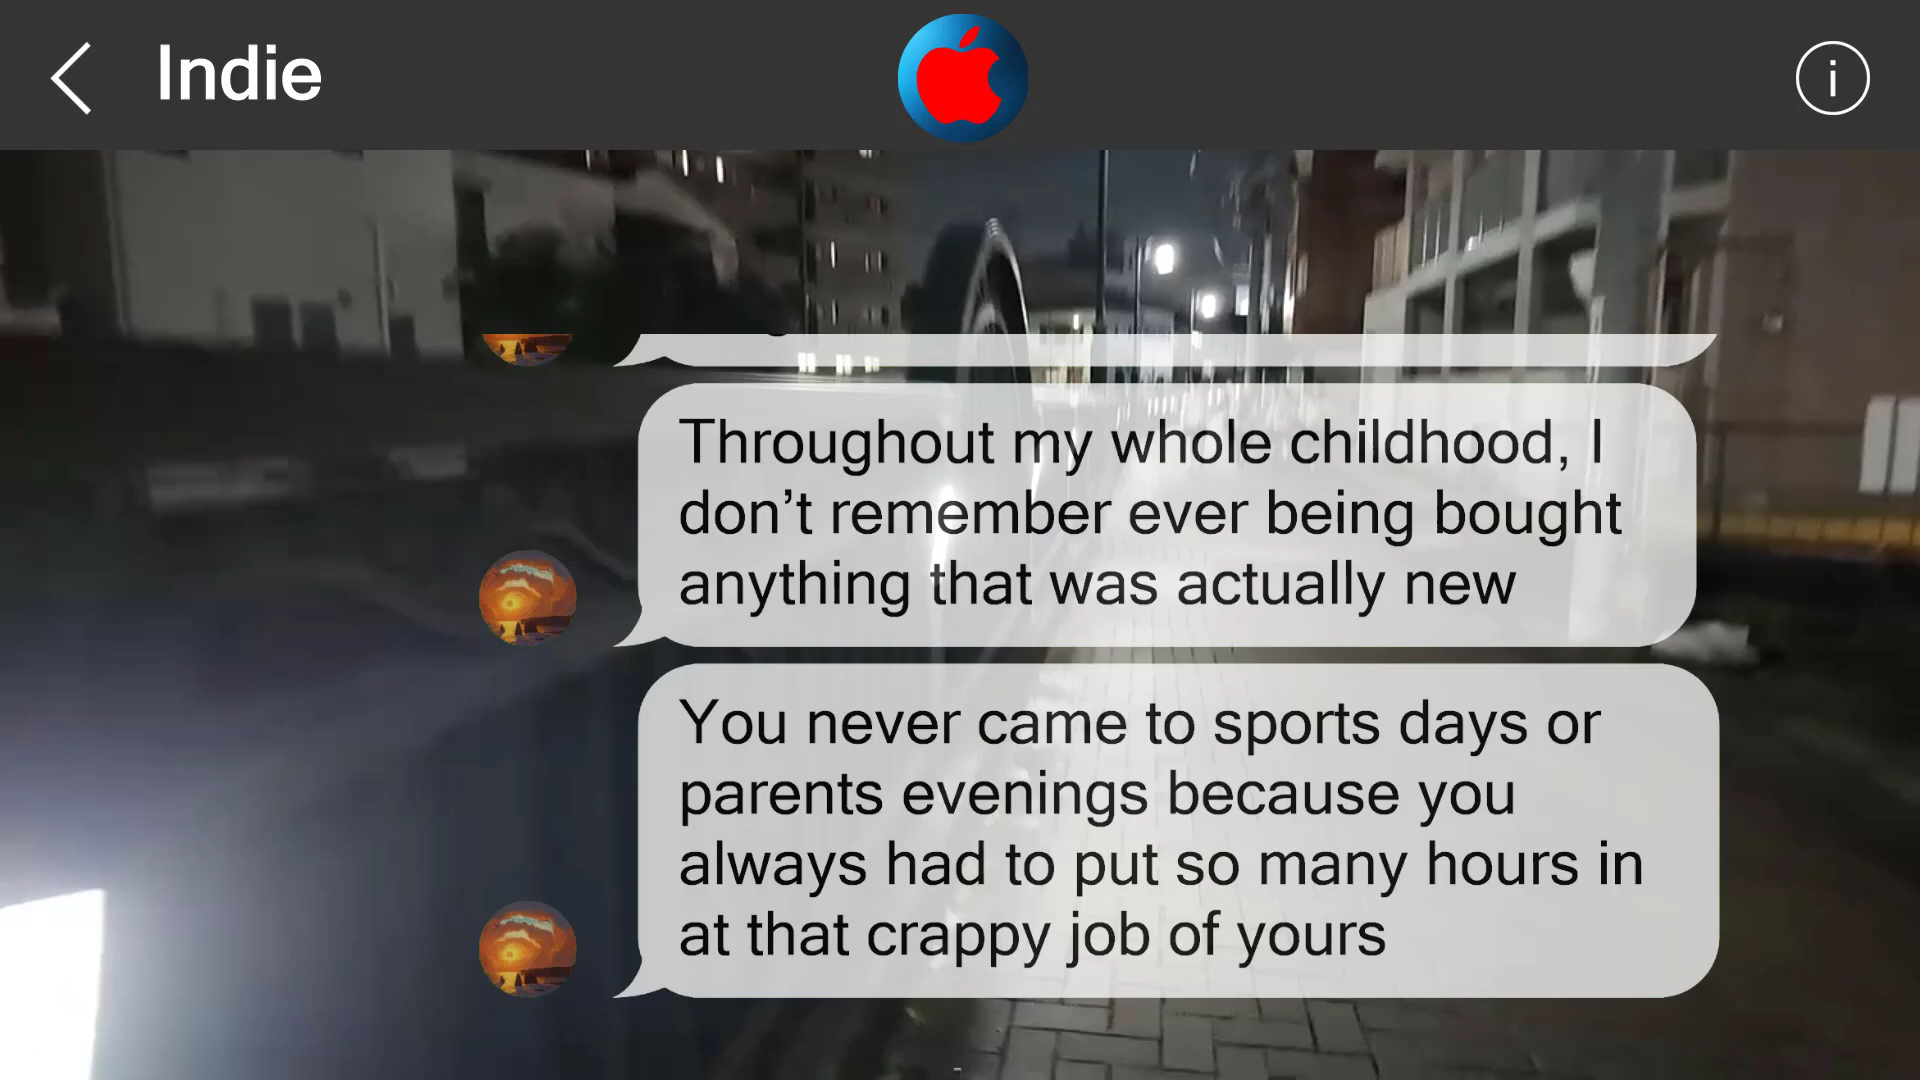 Indie
Throughout my whole childhood, I
don’t remember ever being bought
anything that was actually new
You never came to sports days or
parents evenings because you
always had to put so many hours in
at that crappy job of yours